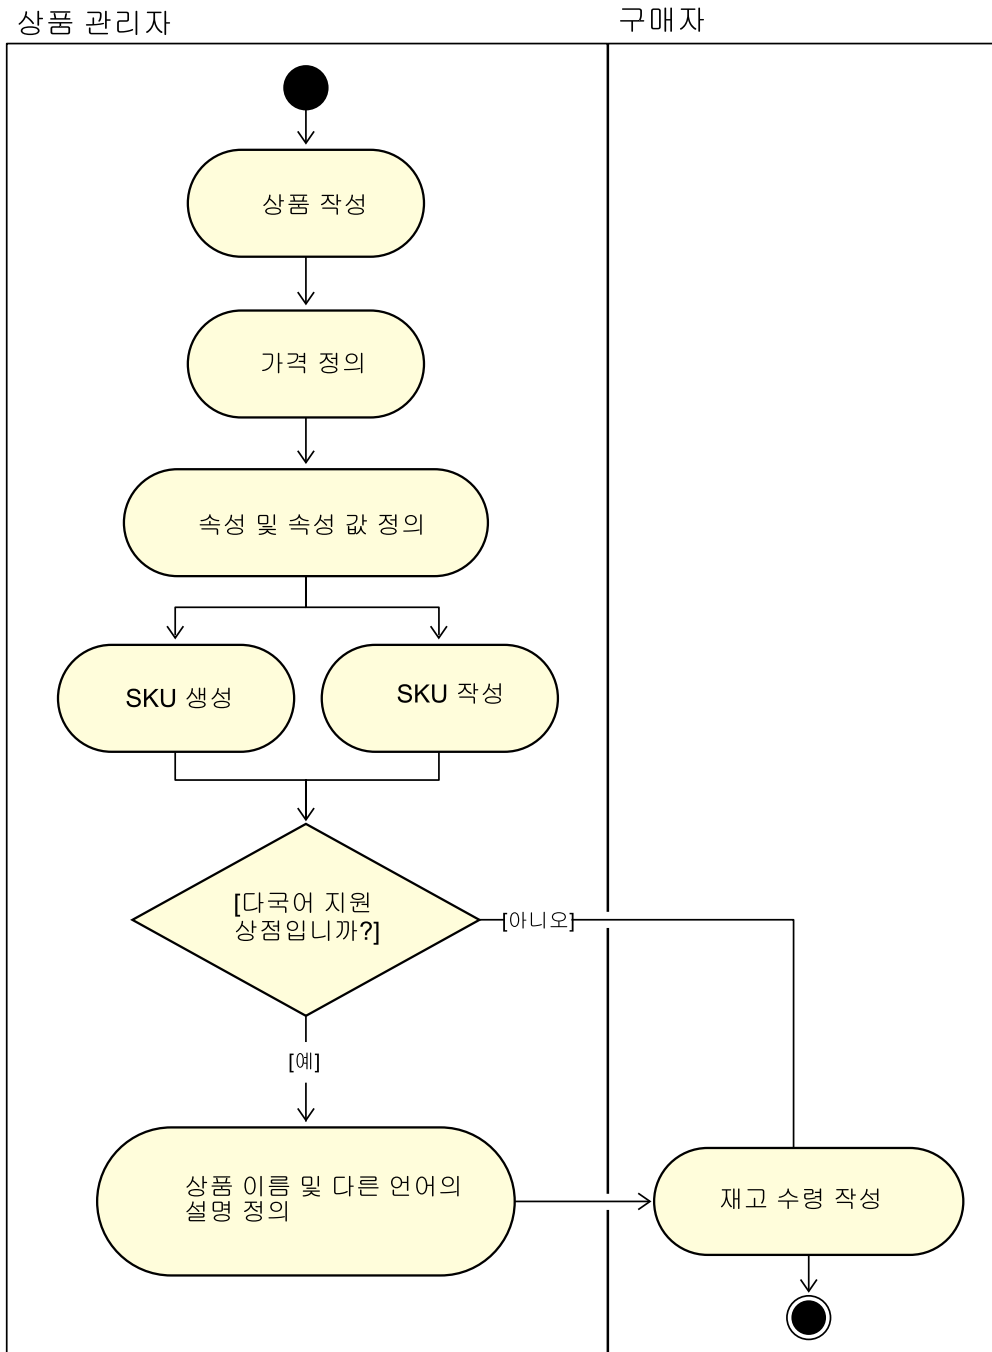 상품 관리자
구매자
상품 작성
가격 정의
속성 및 속성 값 정의
SKU 생성
SKU 작성
[다국어 지원
상점입니까?]
[아니오]
[예]
상품 이름 및 다른 언어의
설명 정의
재고 수령 작성